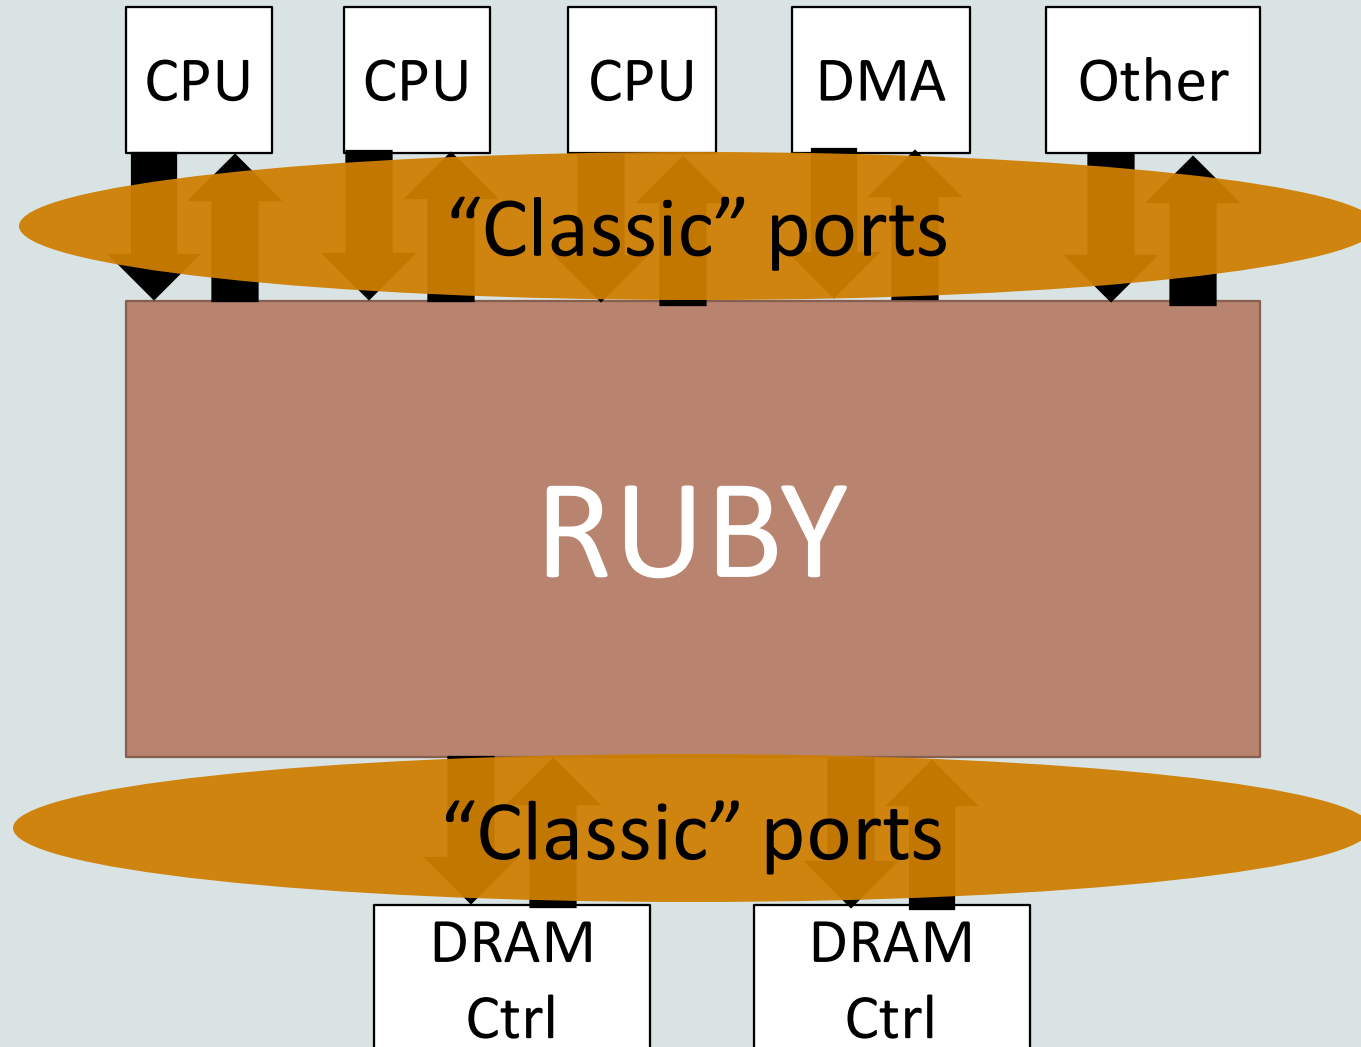 CPU CPU CPU DMA Other
“Classic” ports
RUBY
“Classic” ports
DRAM DRAM
Ctrl Ctrl